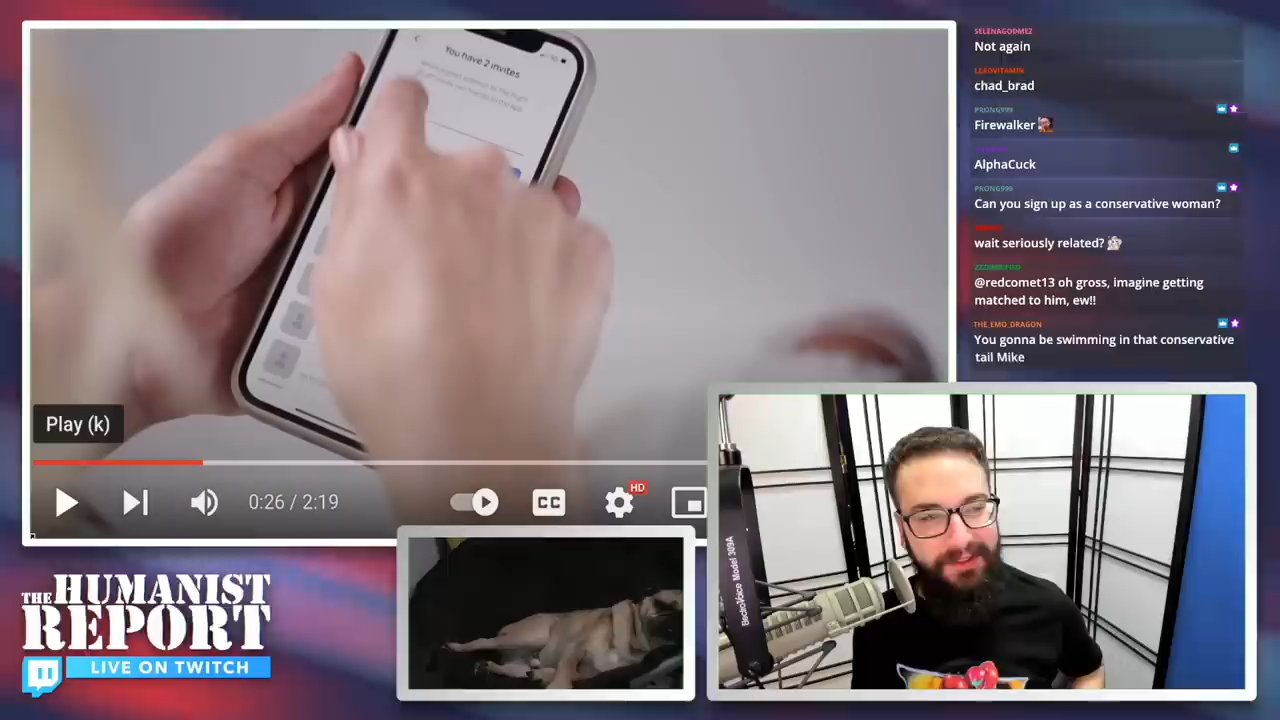 You have 2 invites
Play (k)
0:26 / 2:19
CC
HD
THE HUMANIST
REPORT
LIVE ON TWITCH
ElectroVoice Model 309A
SELENAGOMEZ
Not again
LEADVITAMIN
chad_brad
PRONG999
Firewalker
AlphaCuck
PRONG999
Can you sign up as a conservative woman?
wait seriously related?
@redcomet13 oh gross, imagine getting
matched to him, ew!!
THE_EMO_DRAGON
You gonna be swimming in that conservative
tail Mike